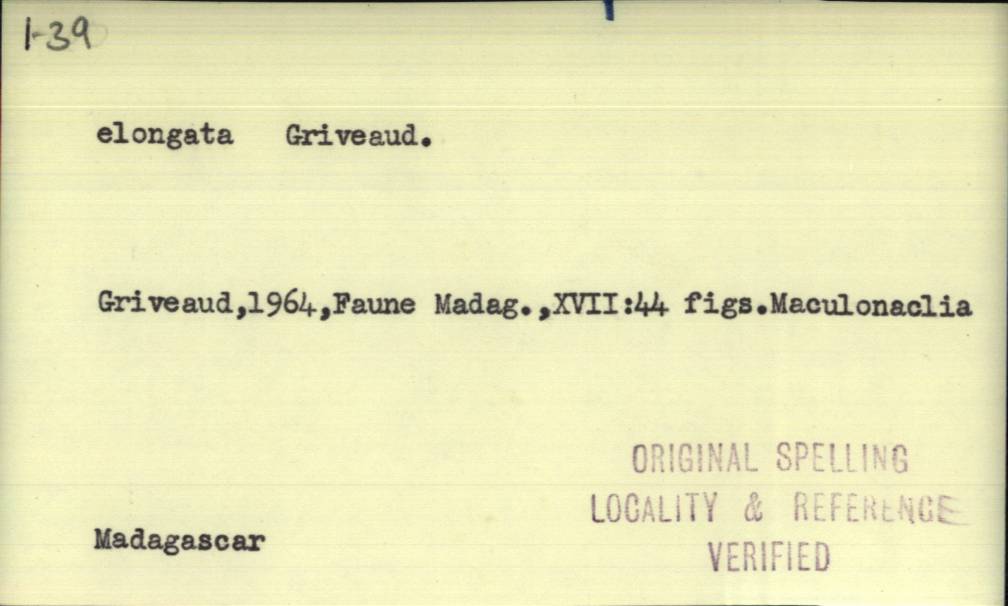 1-39
elongata Griveaud.
Griveaud,1964,Faune Madag.,XVII:44 figs.Maculonaclia
ORIGINAL SPELLING
LOCALITY & REFERENCE
VERIFIED
Madagascar